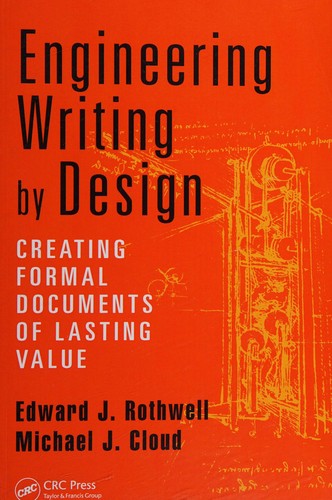 Engineering
Writing
by Design
CREATING
FORMAL
DOCUMENTS
OF LASTING
VALUE
Edward J. Rothwell
Michael J. Cloud
CRC CRC Press
Taylor & Francis Group